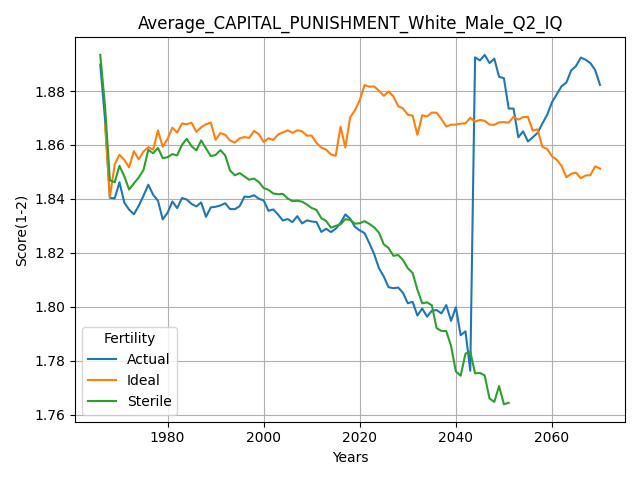 Average_CAPITAL_PUNISHMENT_White_Male_Q2_IQ
Score(1-2)
1.88
1.86
1.84
1.82
1.80
1.78
1.76
Fertility
Actual
Ideal
Sterile
1980
2000
2020
2040
2060
Years